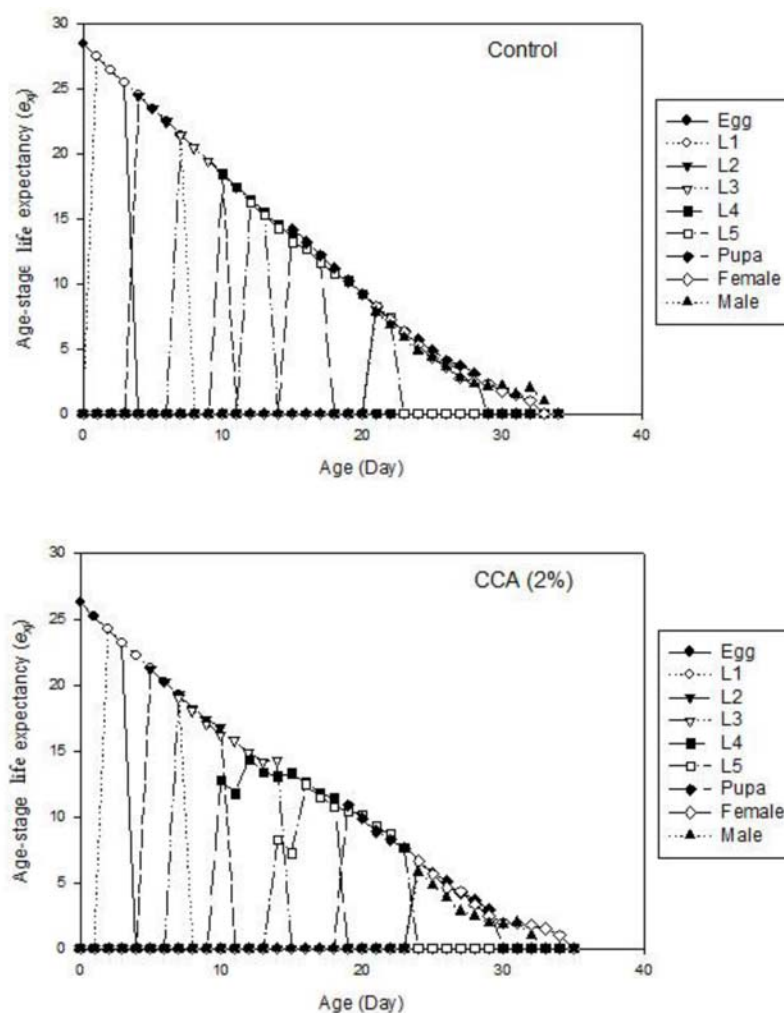 30
25
20
15
10
5
0
Age-stage life expectancy (exj)
Control
0
10
20
30
40
Age (Day)
Egg
L1
L2
L3
L4
L5
Pupa
Female
Male
30
25
20
15
10
5
0
Age-stage life expectancy (exj)
CCA (2%)
0
10
20
30
40
Age (Day)
Egg
L1
L2
L3
L4
L5
Pupa
Female
Male